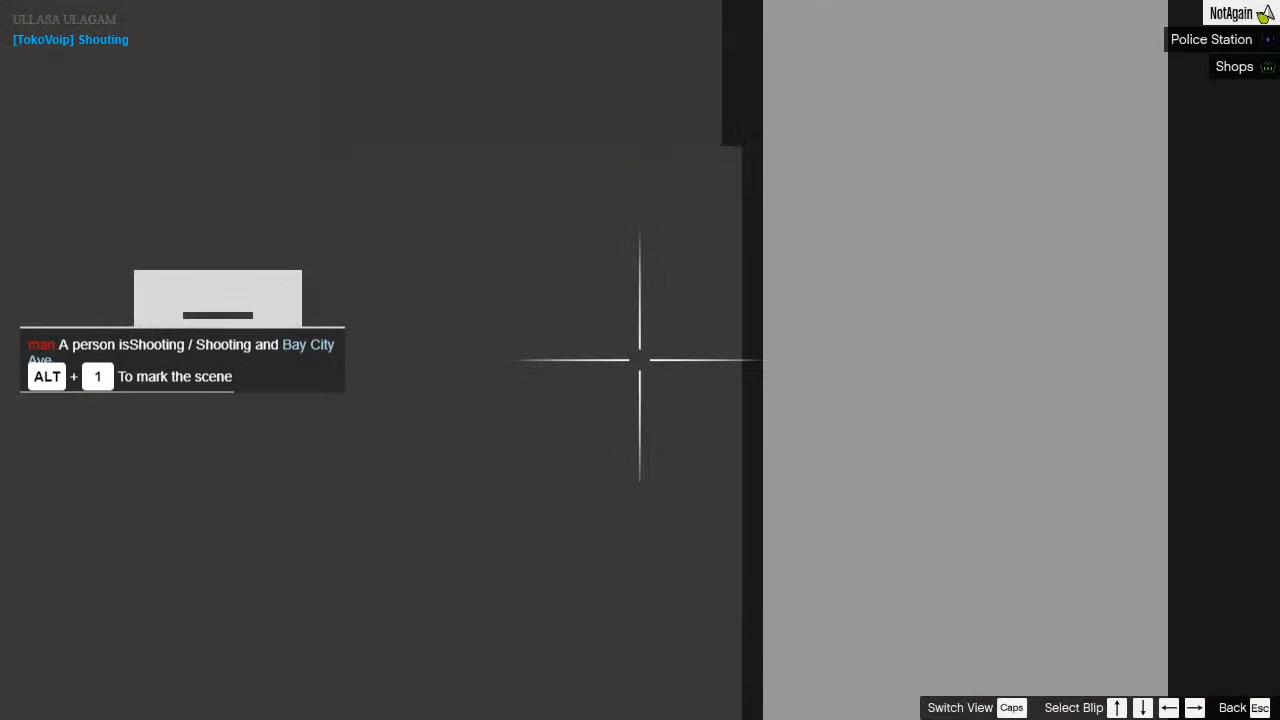 ULLASA ULAGAM
[TokoVoip] Shouting
NotAgain
Police Station
Shops
man A person isShooting / Shooting and Bay City
Ave
ALT + 1 To mark the scene
Switch View Caps Select Blip ↑ ↓ ← → Back Esc